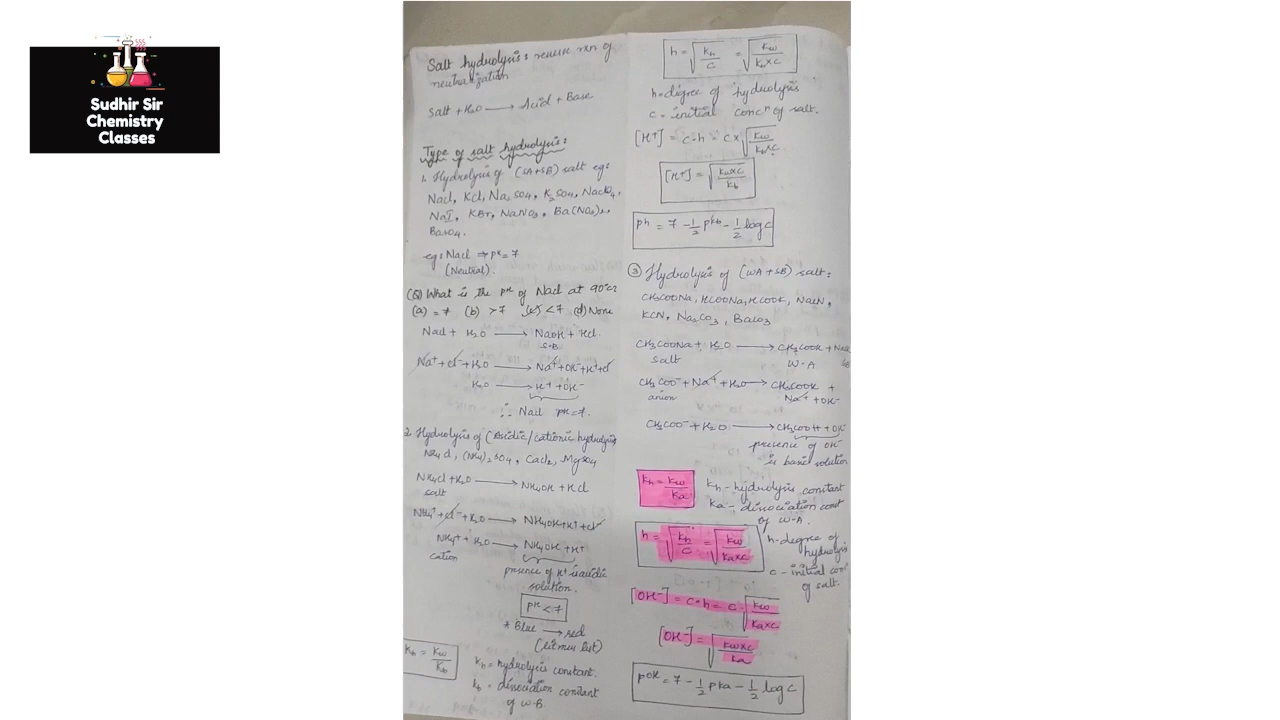 Sudhir Sir
Chemistry
Classes
Salt hydrolysis: reverse rxn of
neutralization
Salt + H₂O ⟶ Acid + Base
Type of salt hydrolysis:
1. Hydrolysis of (SA+SB) salt eg:
NaCl, KCl, Na₂SO₄, K₂SO₄, NaClO₄,
NaI, KBr, NaNO₃, Ba(NO₃)₂,
BaSO₄.
eg: NaCl ⇒ pH = 7
(Neutral).
(Q) What is the pH of NaCl at 90°C?
(a) = 7 (b) > 7 (c) < 7 (d) None
NaCl + H₂O ⟶ NaOH + HCl
S.B
Na⁺ + Cl⁻ + H₂O ⟶ Na⁺ + OH⁻ + H⁺ + Cl⁻
H₂O ⟶ H⁺ + OH⁻
∴ NaCl pH = 7.
2. Hydrolysis of (Acidic/cationic hydrolysis
NH₄Cl, (NH₄)₂SO₄, CaCl₂, MgSO₄
NH₄Cl + H₂O ⟶ NH₄OH + HCl
salt
NH₄⁺ + Cl⁻ + H₂O ⟶ NH₄OH + H⁺ + Cl⁻
NH₄⁺ + H₂O ⟶ NH₄OH + H⁺
cation
presence of H⁺ is acidic
solution.
pH < 7
* Blue ⟶ red
(litmus test)
Kh = Kw/Kb
Kh = hydrolysis constant.
Kb = dissociation constant
of W.B.
h = √(Kh/C) = √(Kw/(Kb×C))
h = degree of hydrolysis
C = initial concⁿ of salt.
[H⁺] = C·h = C × √(Kw/(Kb×C))
[H⁺] = √(Kw×C/Kb)
pH = 7 − 1/2 pKb − 1/2 log C
③ Hydrolysis of (WA + SB) salt:
CH₃COONa, HCOONa, HCOOK, NaCN,
KCN, Na₂CO₃, BaCO₃
CH₃COONa + H₂O ⟶ CH₃COOH +
salt W·A
CH₃COO⁻ + Na⁺ + H₂O ⟶ CH₃COOH +
anion Na⁺ + OH⁻
CH₃COO⁻ + H₂O ⟶ CH₃COOH + OH⁻
presence of OH⁻
is basic solution
Kh = Kw/Ka
Kh - hydrolysis constant
Ka - dissociation const
of W·A.
h = √(Kh/C) = √(Kw/(Ka×C))
h - degree of
hydrolysis
C - initial
of salt.
[OH⁻] = C·h = C·√(Kw/(Ka×C))
[OH⁻] = √(Kw×C/Ka)
pOH = 7 − 1/2 pKa − 1/2 log C